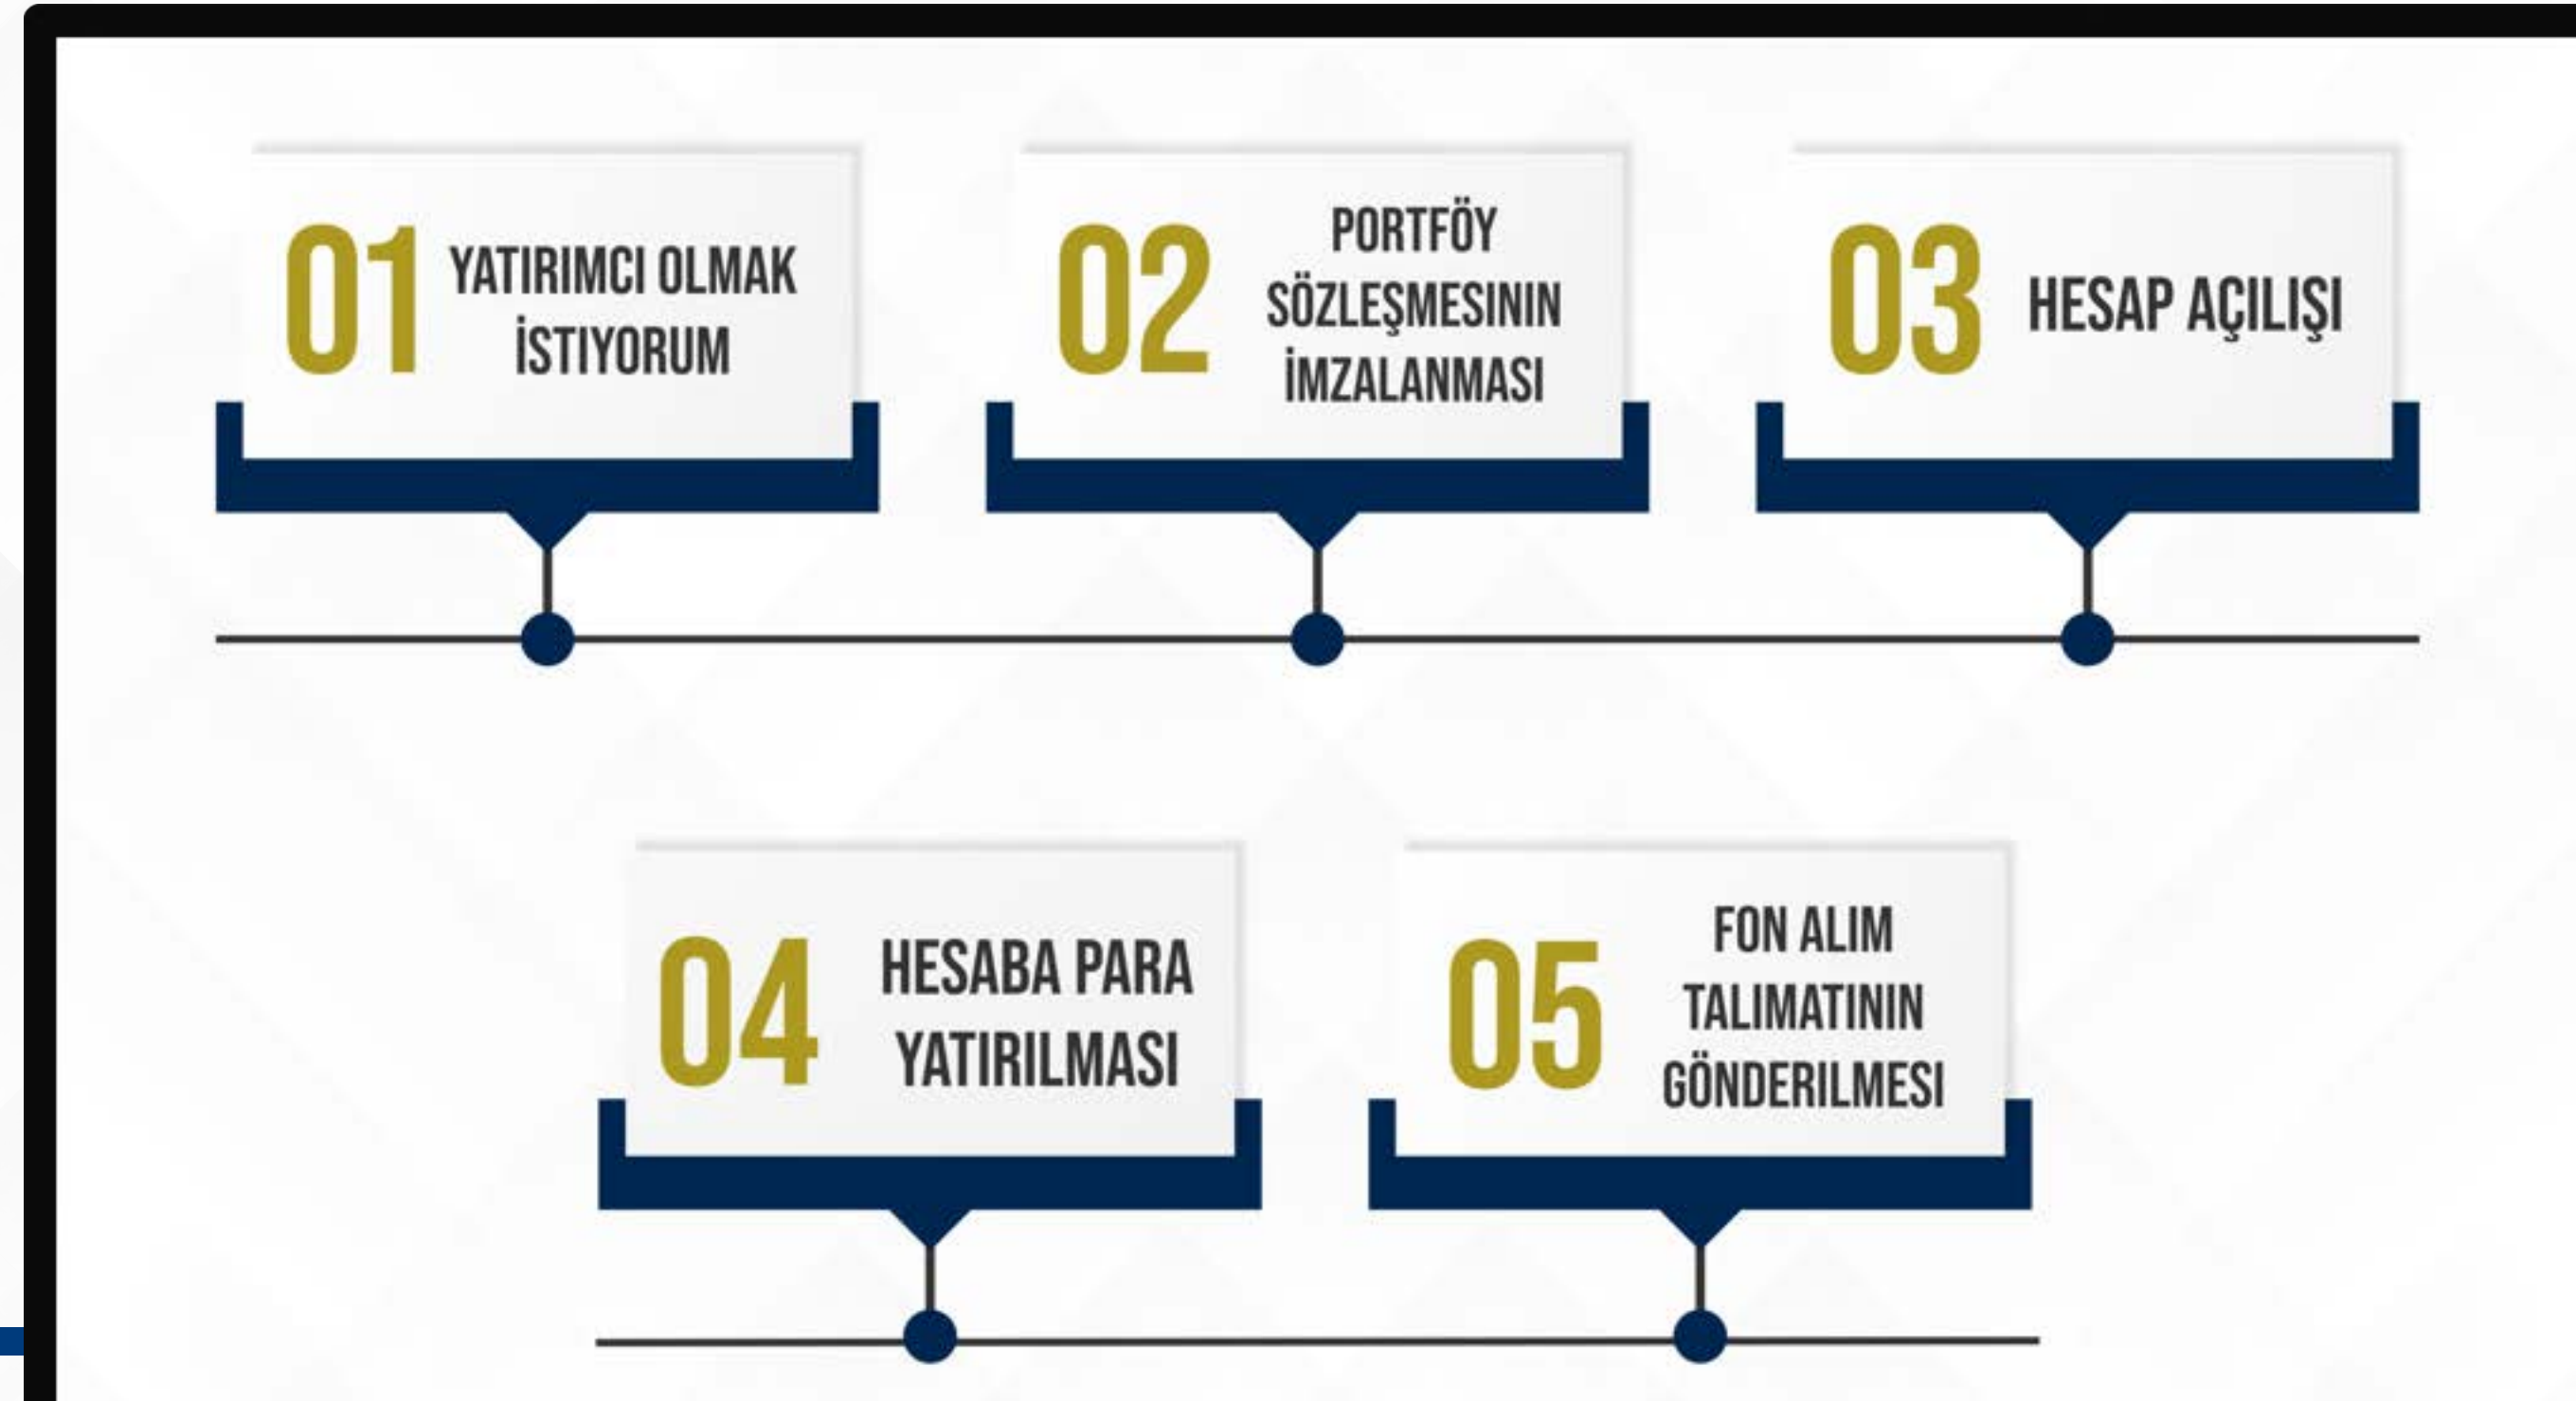 01
YATIRIMCI OLMAK
İSTIYORUM
02
PORTFÖY
SÖZLEŞMESININ
İMZALANMASI
03
HESAP AÇILIŞI
04
HESABA PARA
YATIRILMASI
05
FON ALIM
TALIMATININ
GÖNDERILMESI